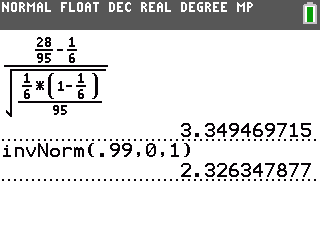 NORMAL FLOAT DEC REAL DEGREE MP
28/95-1/6
√(1/6*(1-1/6)/95)
3.349469715
invNorm(.99,0,1)
2.326347877